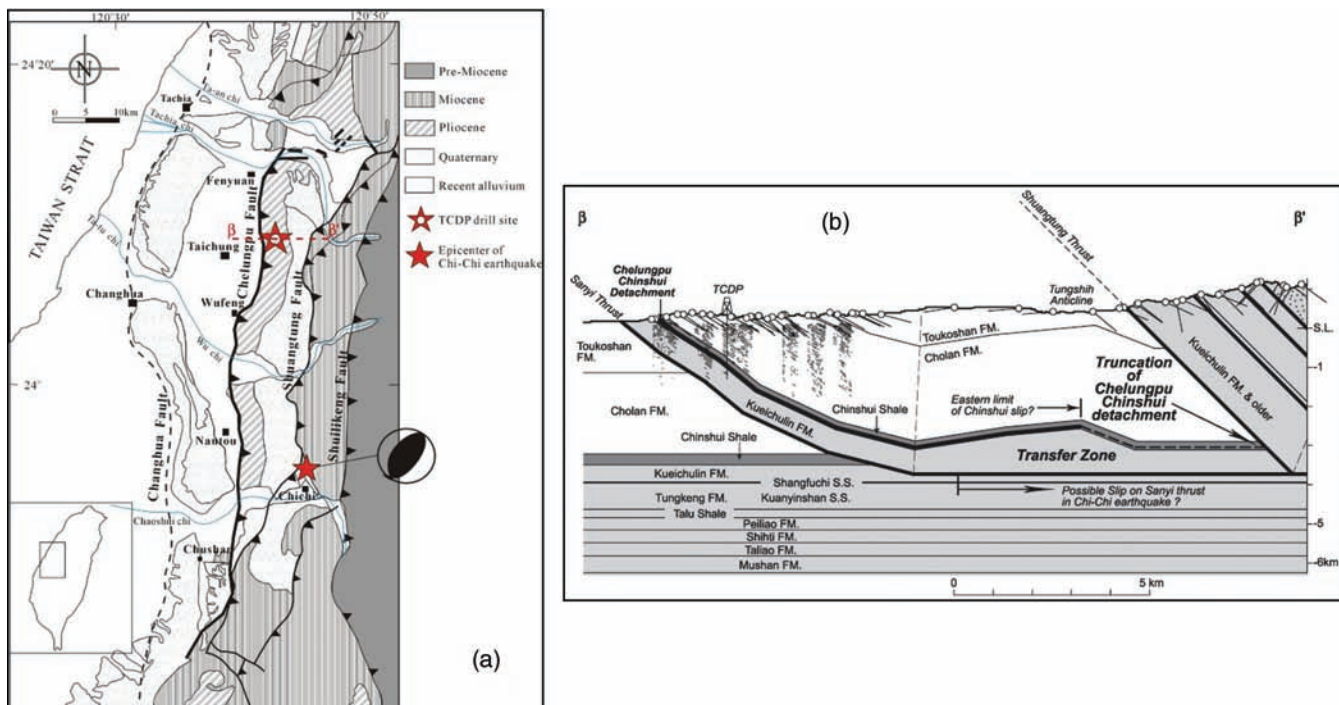 120°30'
120°50'
24°20'
N
0 5 10km
TAIWAN STRAIT
Tachia
Ta-an chi
Tachia chi
Fenyuan
Chelungpu Fault
β
β'
Ta-tu chi
Taichung
Changhua
Wufeng
Wu chi
Shuangtung Fault
24°
Shuilikeng Fault
Changhua Fault
Nantou
Chichi
Chaoshui chi
Chushan
(a)
Pre-Miocene
Miocene
Pliocene
Quaternary
Recent alluvium
TCDP drill site
Epicenter of
Chi-Chi earthquake
β
(b)
β'
Shuangtung Thrust
Sanyi Thrust
Chelungpu
Chinshui
Detachment
TCDP
Tungshih
Anticline
S.L.
Toukoshan
FM.
Toukoshan FM.
Cholan FM.
-1
Kueichulin FM. & older
Truncation
of
Chelungpu
Chinshui
detachment
Eastern limit
of Chinshui slip?
Cholan FM.
Kueichulin FM.
Chinshui Shale
Chinshui Shale
Transfer Zone
Kueichulin FM.
Shangfuchi S.S.
Tungkeng FM.
Kuanyinshan S.S.
Possible Slip on Sanyi thrust
in Chi-Chi earthquake ?
Talu Shale
-5
Peiliao FM.
Shihti FM.
Taliao FM.
Mushan FM.
-6km
0
5 km